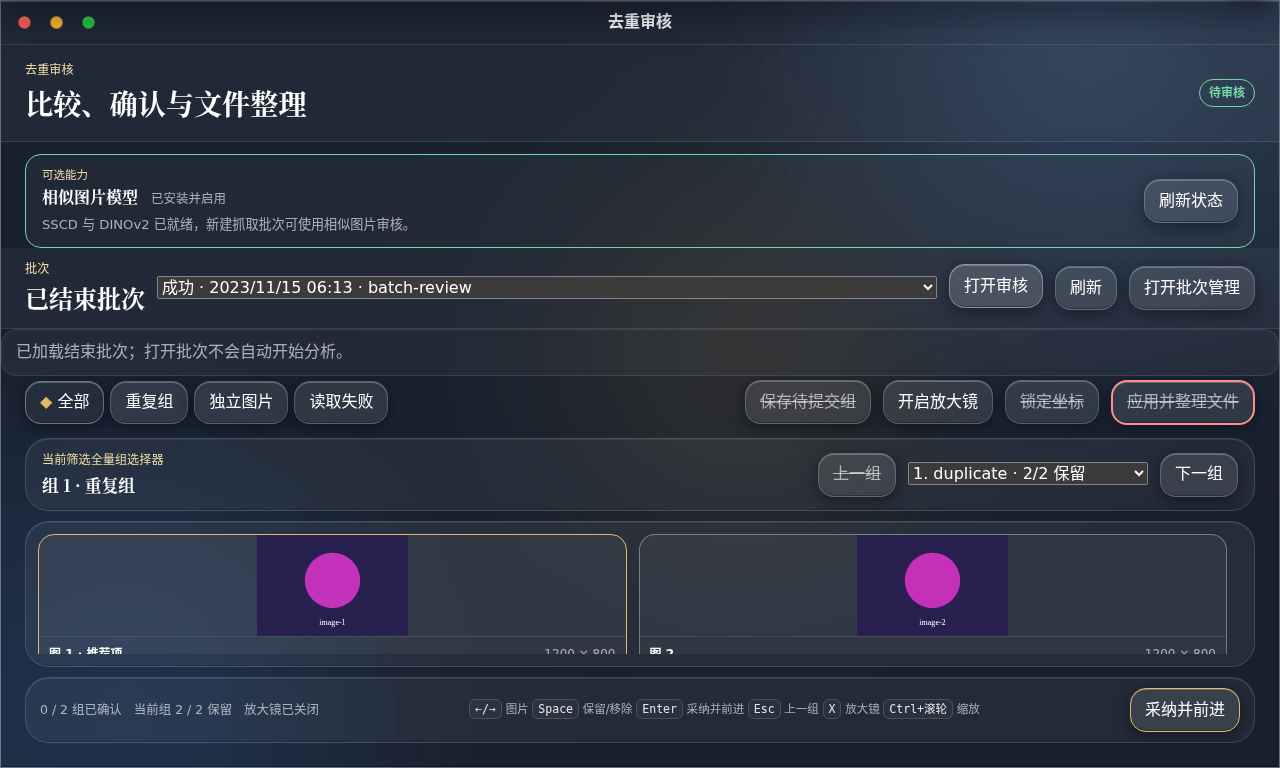 去重审核
去重审核
比较、确认与文件整理
待审核
可选能力
相似图片模型 已安装并启用
SSCD 与 DINOv2 已就绪，新建抓取批次可使用相似图片审核。
刷新状态
批次
已结束批次
成功 · 2023/11/15 06:13 · batch-review
打开审核
刷新
打开批次管理
已加载结束批次；打开批次不会自动开始分析。
全部
重复组
独立图片
读取失败
保存待提交组
开启放大镜
锁定坐标
应用并整理文件
当前筛选全量组选择器
组 1 · 重复组
上一组
1. duplicate · 2/2 保留
下一组
image-1
图 1 · 推荐项 1200 × 800
image-2
图 2 1200 × 800
0 / 2 组已确认 当前组 2 / 2 保留 放大镜已关闭
←/→ 图片 Space 保留/移除 Enter 采纳并前进 Esc 上一组 X 放大镜 Ctrl+滚轮 缩放
采纳并前进